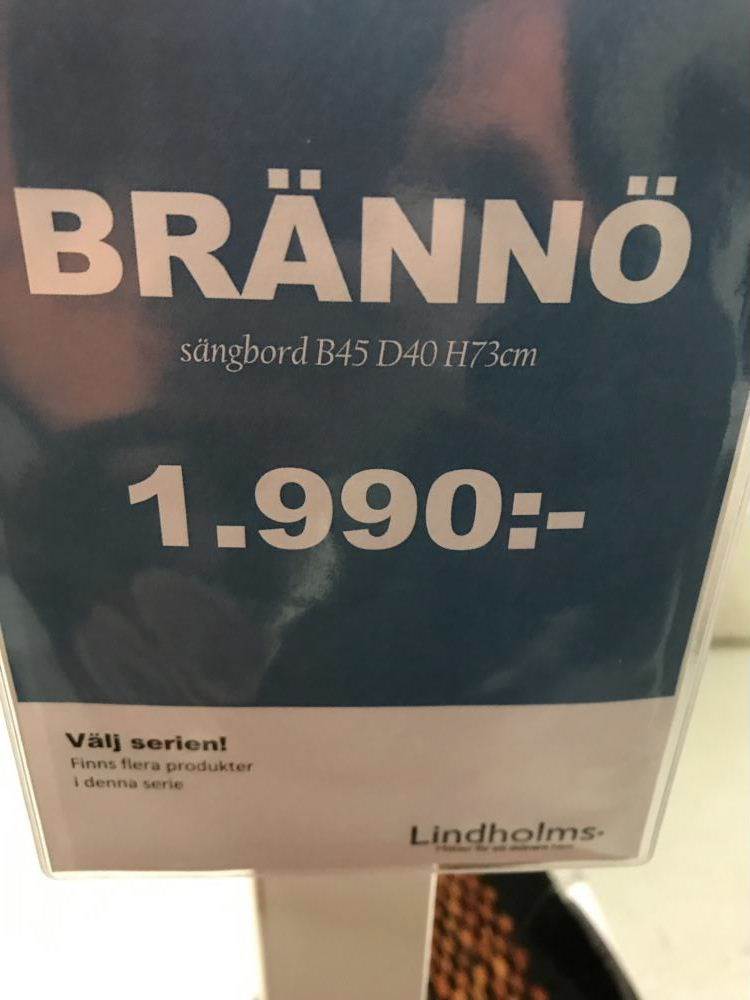 BRÄNNÖ
sängbord B45 D40 H73cm
1.990:-
Välj serien!
Finns flera produkter
i denna serie
Lindholms